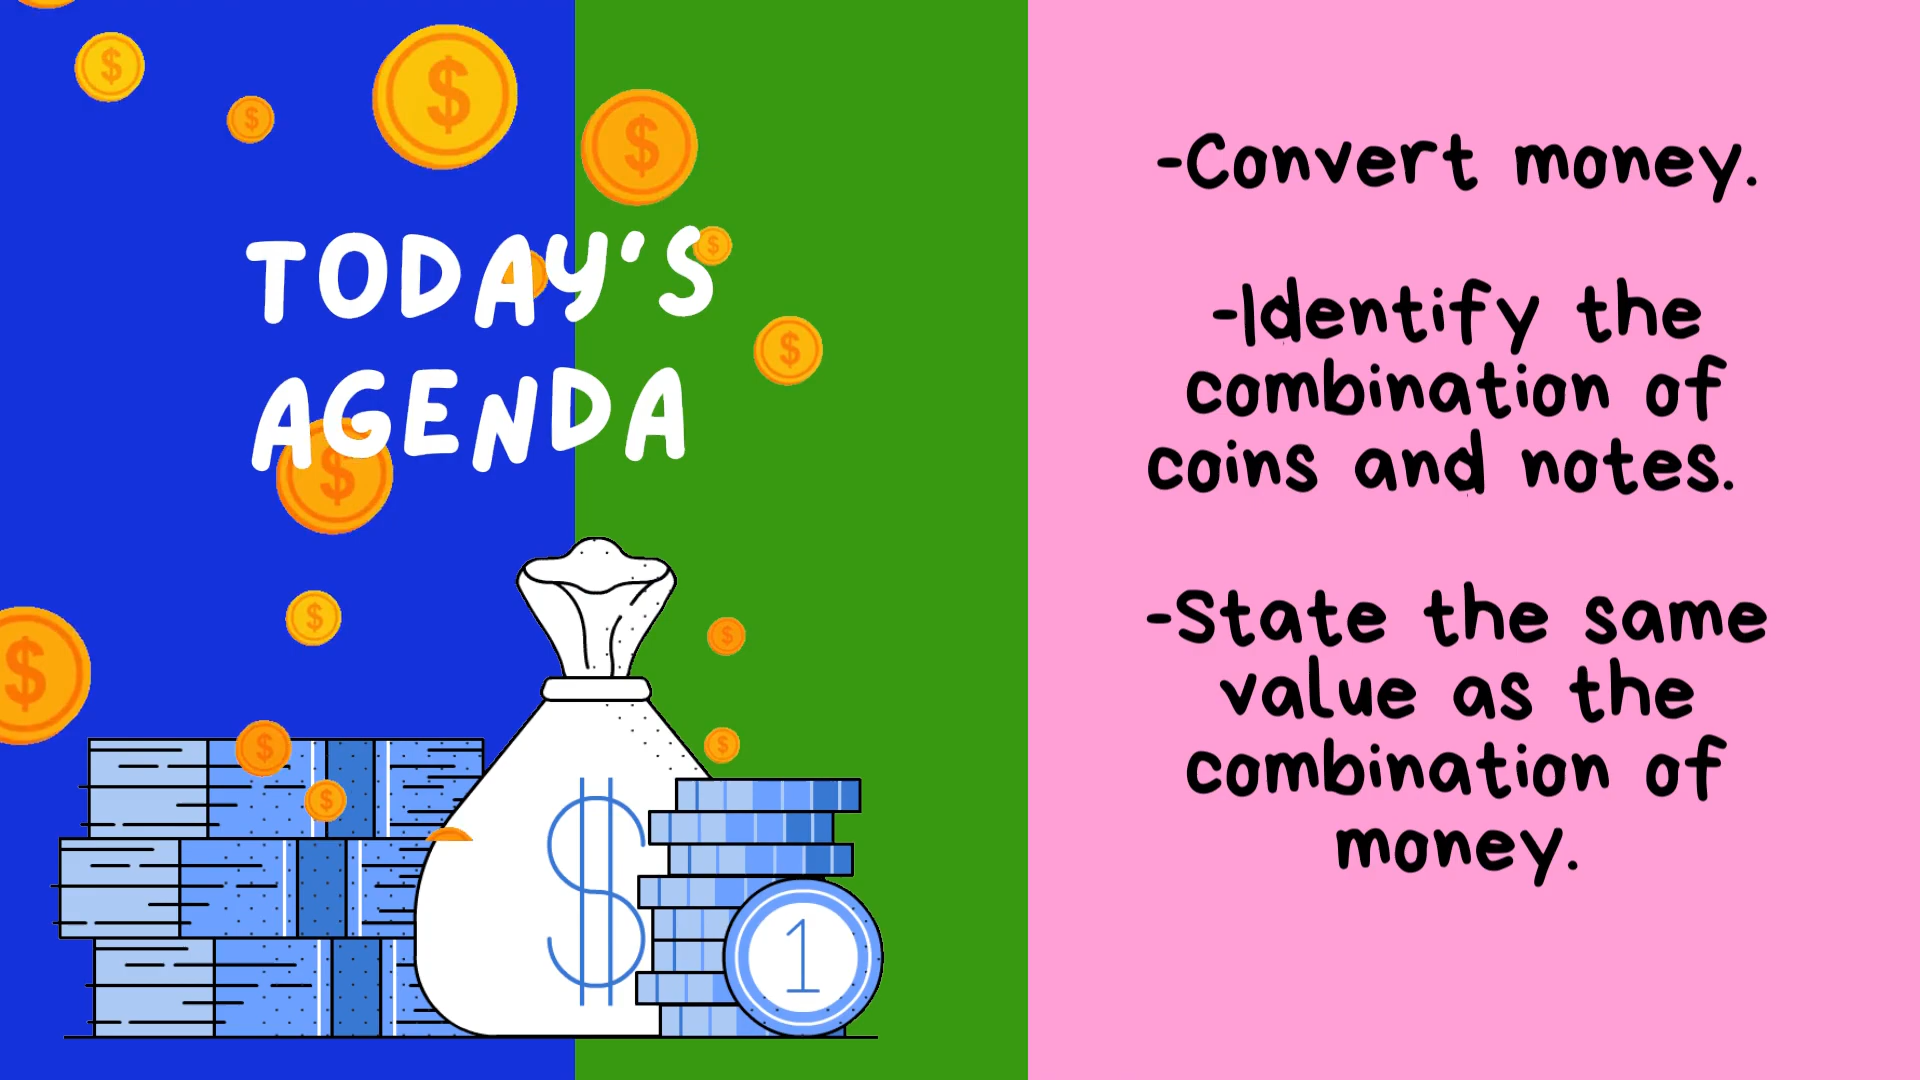 TODAY'S
AGENDA
-Convert money.
-Identify the
combination of
coins and notes.
-State the same
value as the
combination of
money.
$
1